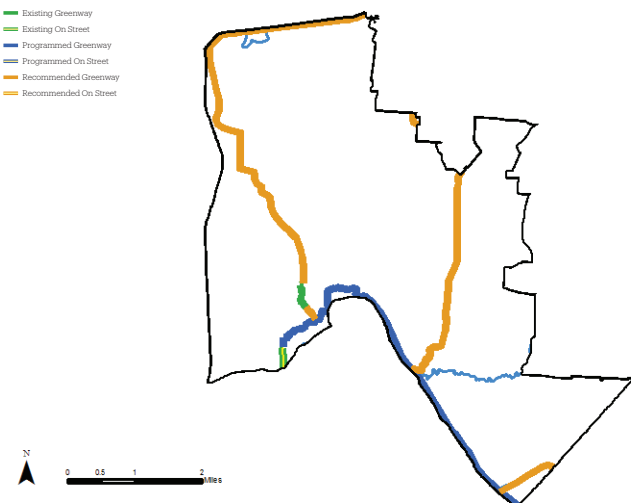 Existing Greenway
Existing On Street
Programmed Greenway
Programmed On Street
Recommended Greenway
Recommended On Street
N
0 0.5 1 2
Miles